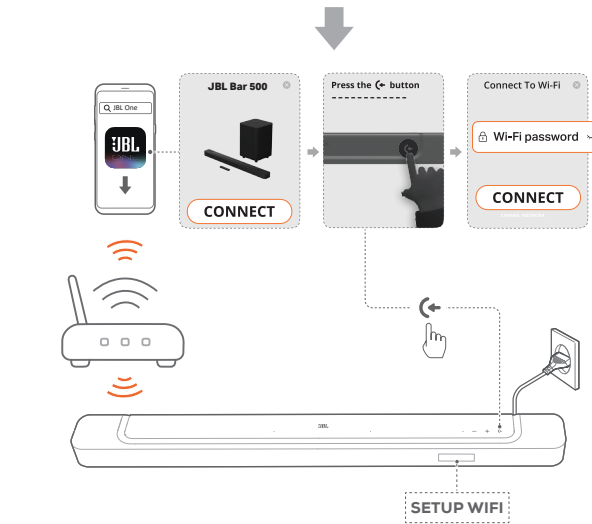 JBL One
JBL
ONE
JBL Bar 500
CONNECT
Press the button
Connect To Wi-Fi
Wi-Fi password
CONNECT
JBL
SETUP WIFI